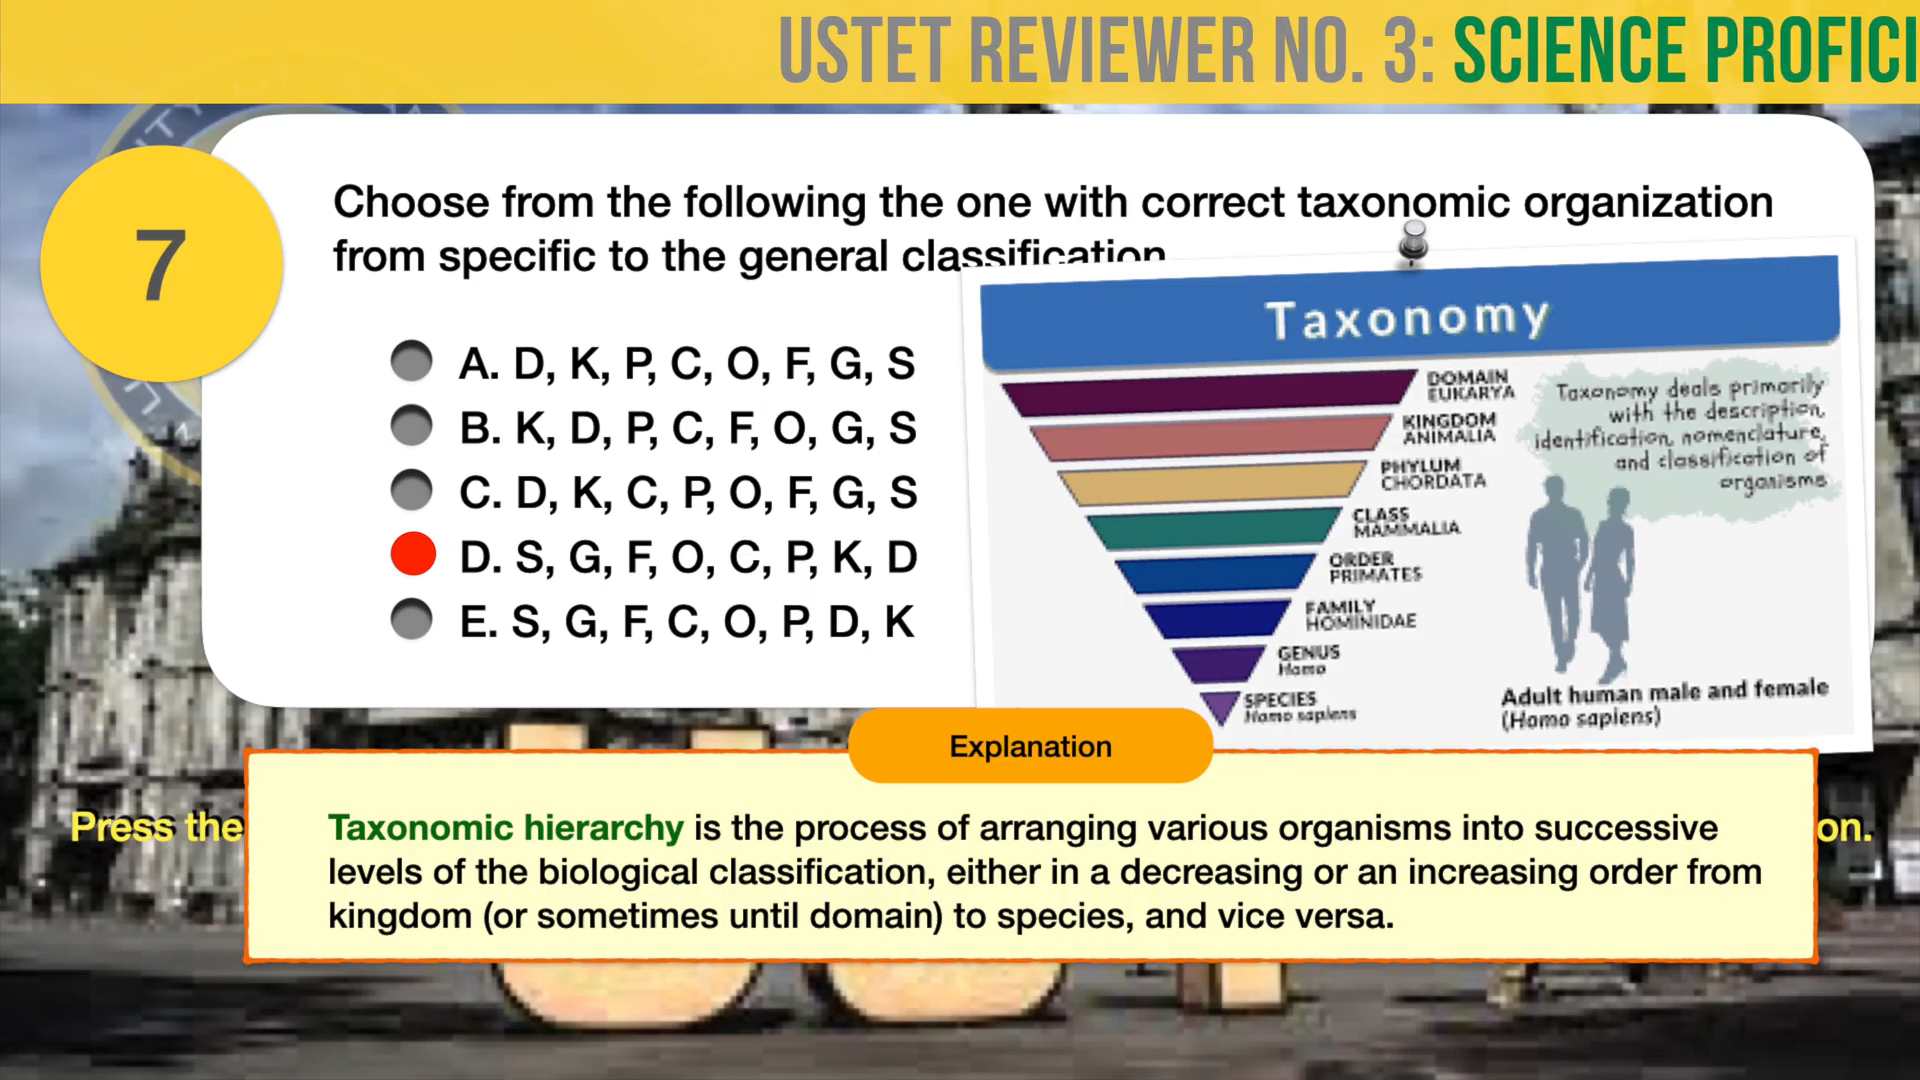 USTET REVIEWER NO. 3: SCIENCE PROFICI
7
Choose from the following the one with correct taxonomic organization
from specific to the general classification
A. D, K, P, C, O, F, G, S
B. K, D, P, C, F, O, G, S
C. D, K, C, P, O, F, G, S
D. S, G, F, O, C, P, K, D
E. S, G, F, C, O, P, D, K
Taxonomy
DOMAIN
EUKARYA
KINGDOM
ANIMALIA
PHYLUM
CHORDATA
CLASS
MAMMALIA
ORDER
PRIMATES
FAMILY
HOMINIDAE
GENUS
Homo
SPECIES
Homo sapiens
Taxonomy deals primarily
with the description,
identification, nomenclature,
and classification of
organisms
Adult human male and female
(Homo sapiens)
Explanation
Press the
on.
Taxonomic hierarchy is the process of arranging various organisms into successive
levels of the biological classification, either in a decreasing or an increasing order from
kingdom (or sometimes until domain) to species, and vice versa.